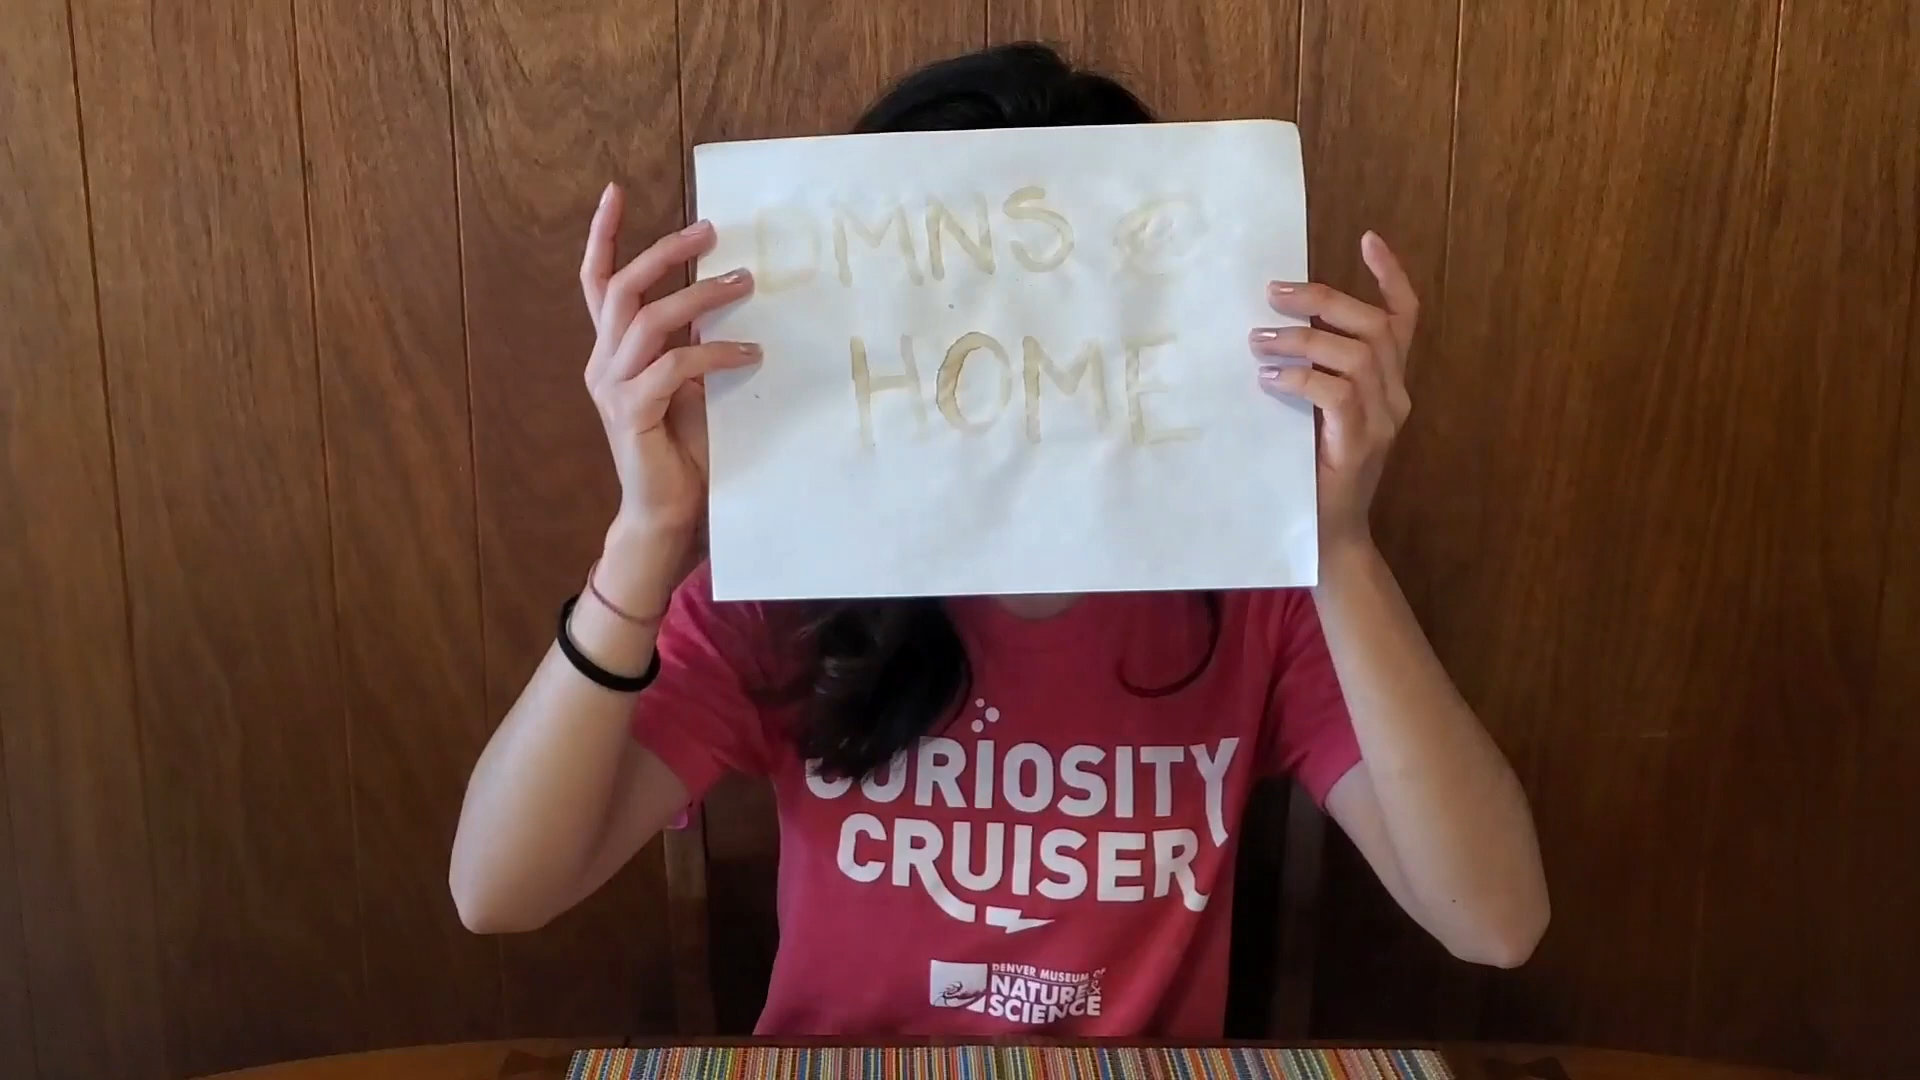 DMNS @
HOME
CURIOSITY
CRUISER
DENVER MUSEUM OF
NATURE &
SCIENCE